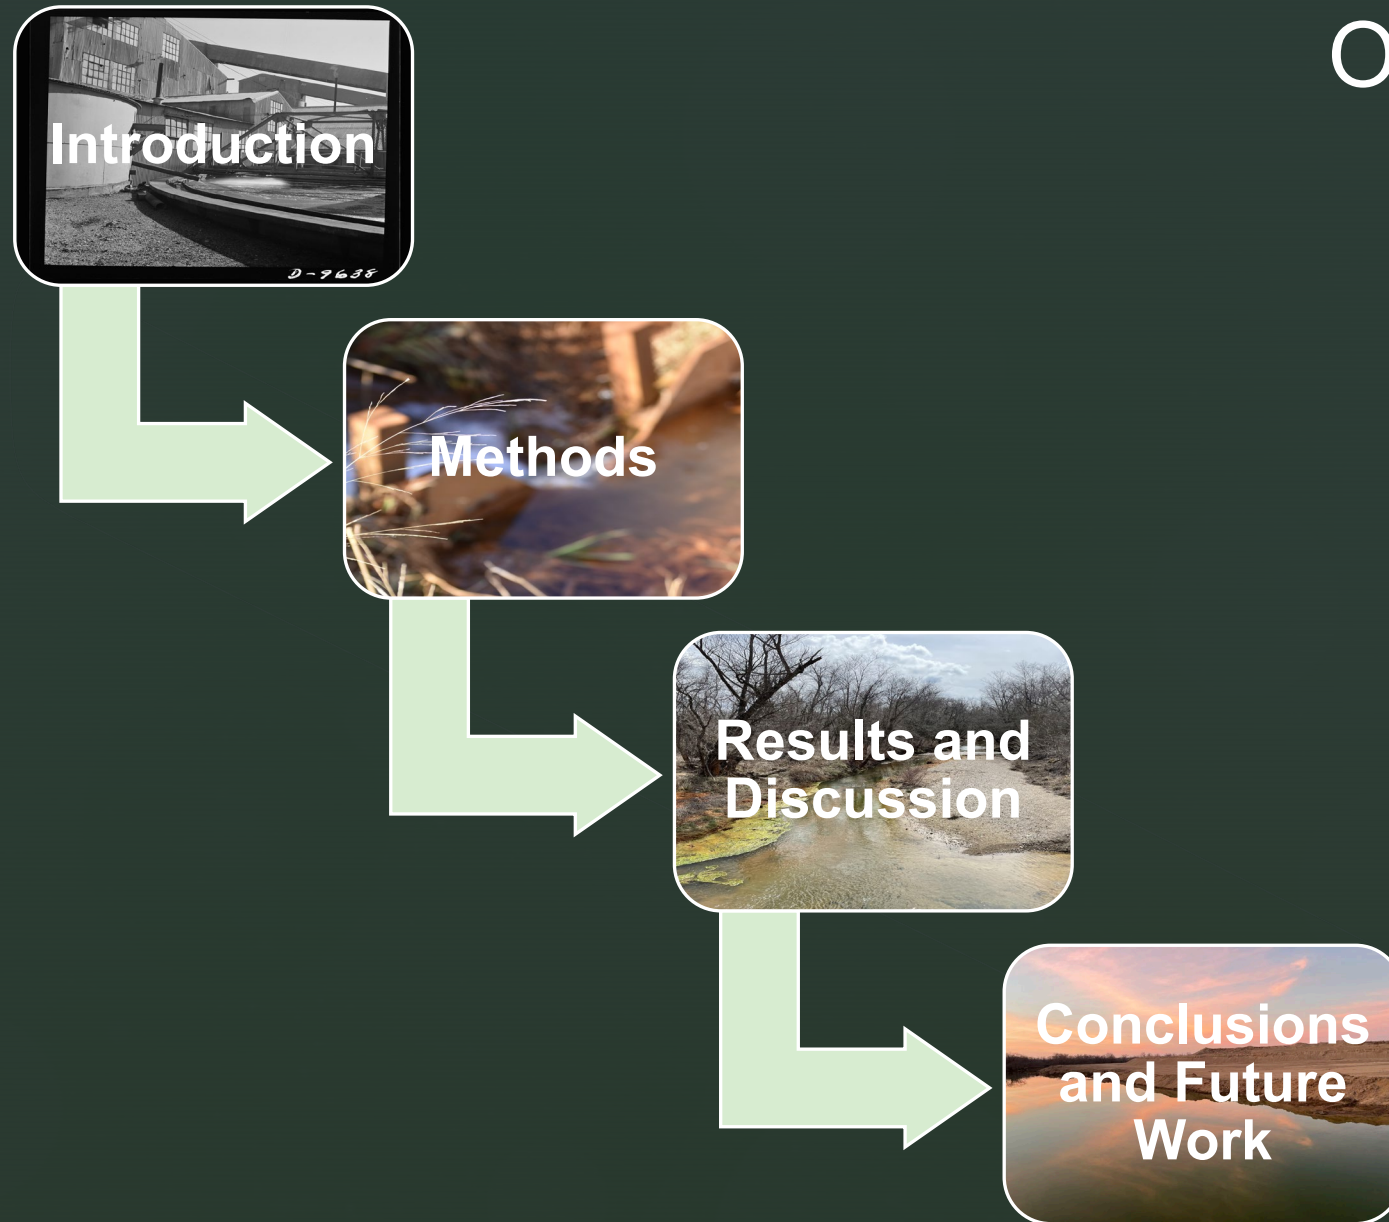 O
Introduction
D-9638
Methods
Results and
Discussion
Conclusions
and Future
Work